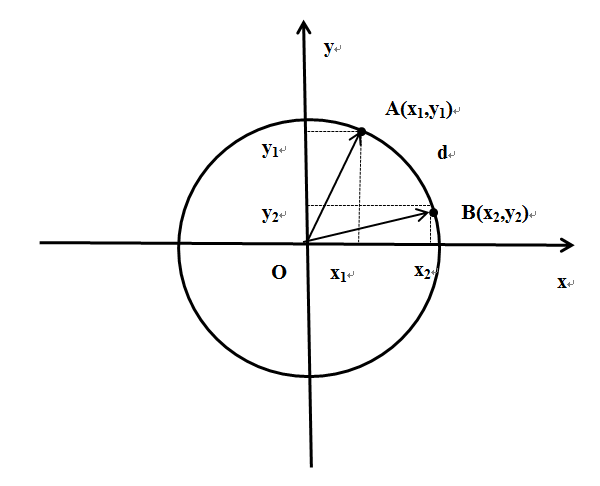 y
A(x₁,y₁)
y₁
d
y₂
B(x₂,y₂)
O
x₁
x₂
x